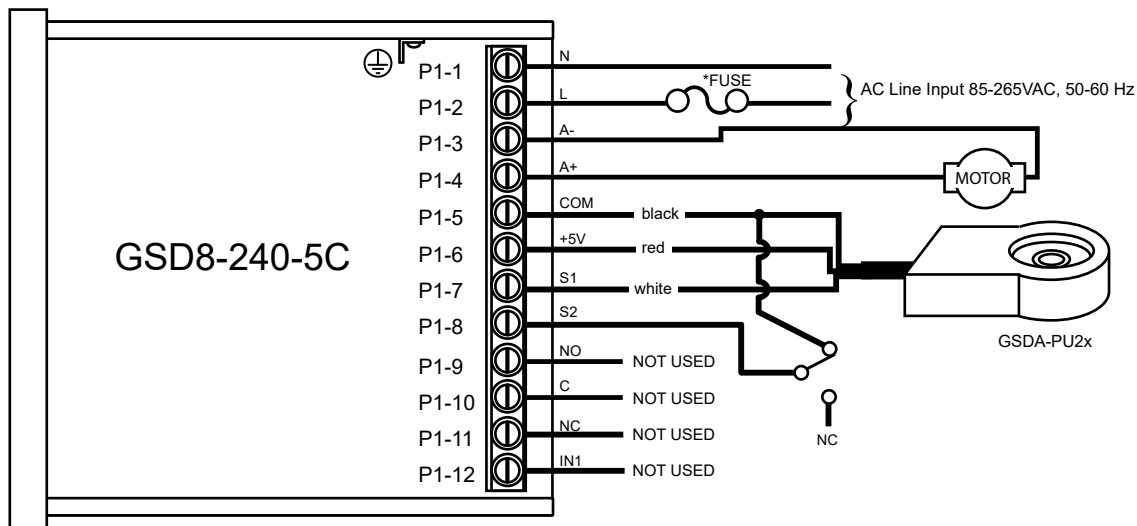 GSD8-240-5C
P1-1 N
P1-2 L *FUSE
AC Line Input 85-265VAC, 50-60 Hz
P1-3 A-
P1-4 A+ MOTOR
P1-5 COM black
P1-6 +5V red
P1-7 S1 white
P1-8 S2
GSDA-PU2x
P1-9 NO NOT USED
P1-10 C NOT USED
P1-11 NC NOT USED
NC
P1-12 IN1 NOT USED